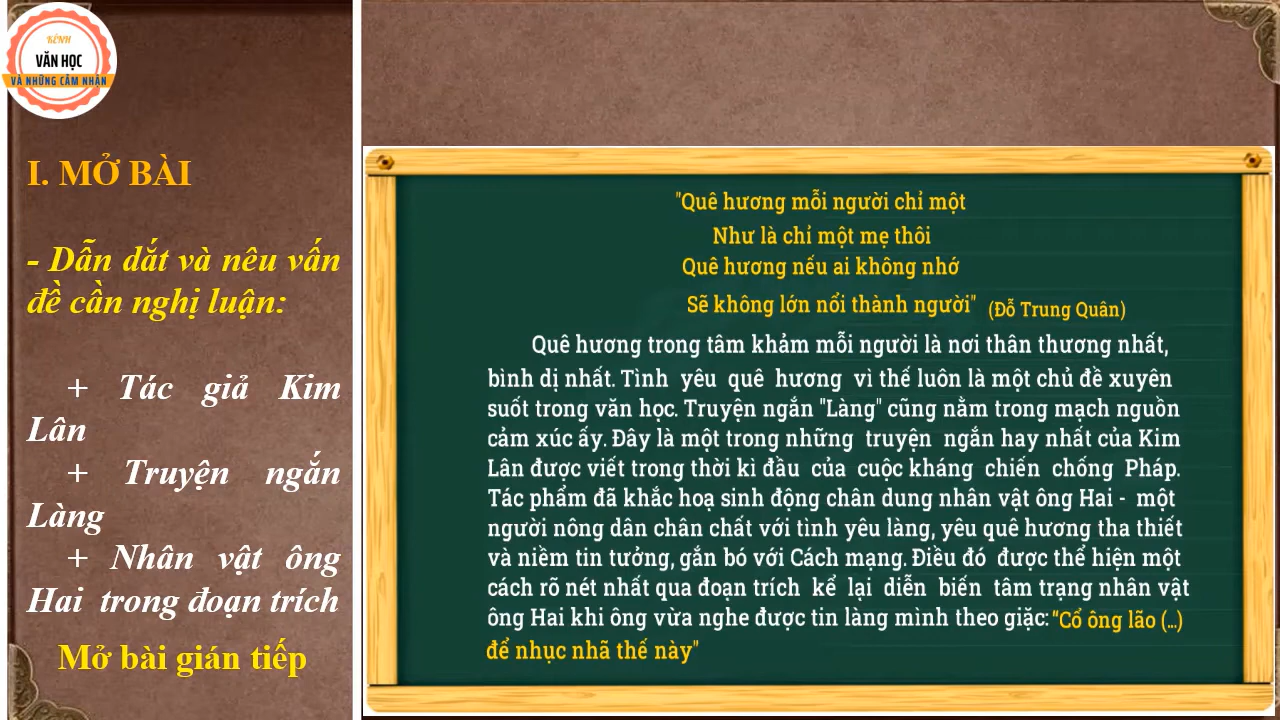 KÊNH
VĂN HỌC
VÀ NHỮNG CẢM NHẬN
I. MỞ BÀI
- Dẫn dắt và nêu vấn
đề cần nghị luận:
+ Tác giả Kim
Lân
+ Truyện ngắn
Làng
+ Nhân vật ông
Hai trong đoạn trích
Mở bài gián tiếp
"Quê hương mỗi người chỉ một
Như là chỉ một mẹ thôi
Quê hương nếu ai không nhớ
Sẽ không lớn nổi thành người" (Đỗ Trung Quân)
Quê hương trong tâm khảm mỗi người là nơi thân thương nhất,
bình dị nhất. Tình yêu quê hương vì thế luôn là một chủ đề xuyên
suốt trong văn học. Truyện ngắn "Làng" cũng nằm trong mạch nguồn
cảm xúc ấy. Đây là một trong những truyện ngắn hay nhất của Kim
Lân được viết trong thời kì đầu của cuộc kháng chiến chống Pháp.
Tác phẩm đã khắc hoạ sinh động chân dung nhân vật ông Hai - một
người nông dân chân chất với tình yêu làng, yêu quê hương tha thiết
và niềm tin tưởng, gắn bó với Cách mạng. Điều đó được thể hiện một
cách rõ nét nhất qua đoạn trích kể lại diễn biến tâm trạng nhân vật
ông Hai khi ông vừa nghe được tin làng mình theo giặc: "Cổ ông lão (...)
để nhục nhã thế này"